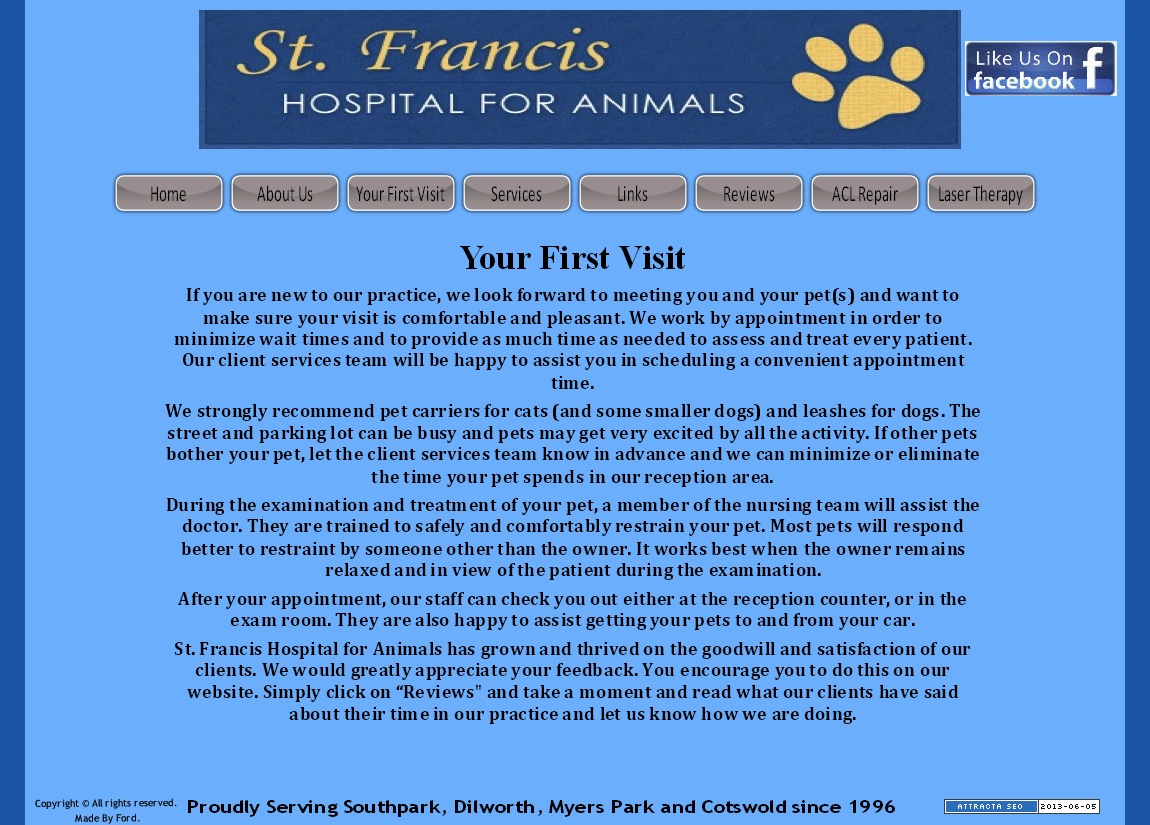 St. Francis
HOSPITAL FOR ANIMALS
Like Us On
facebook
f
Home
About Us
Your First Visit
Services
Links
Reviews
ACL Repair
Laser Therapy
Your First Visit
If you are new to our practice, we look forward to meeting you and your pet(s) and want to
make sure your visit is comfortable and pleasant. We work by appointment in order to
minimize wait times and to provide as much time as needed to assess and treat every patient.
Our client services team will be happy to assist you in scheduling a convenient appointment
time.
We strongly recommend pet carriers for cats (and some smaller dogs) and leashes for dogs. The
street and parking lot can be busy and pets may get very excited by all the activity. If other pets
bother your pet, let the client services team know in advance and we can minimize or eliminate
the time your pet spends in our reception area.
During the examination and treatment of your pet, a member of the nursing team will assist the
doctor. They are trained to safely and comfortably restrain your pet. Most pets will respond
better to restraint by someone other than the owner. It works best when the owner remains
relaxed and in view of the patient during the examination.
After your appointment, our staff can check you out either at the reception counter, or in the
exam room. They are also happy to assist getting your pets to and from your car.
St. Francis Hospital for Animals has grown and thrived on the goodwill and satisfaction of our
clients. We would greatly appreciate your feedback. You encourage you to do this on our
website. Simply click on “Reviews" and take a moment and read what our clients have said
about their time in our practice and let us know how we are doing.
Copyright © All rights reserved.
Made By Ford.
Proudly Serving Southpark, Dilworth, Myers Park and Cotswold since 1996
ATTRACTA SEO 2013-06-05